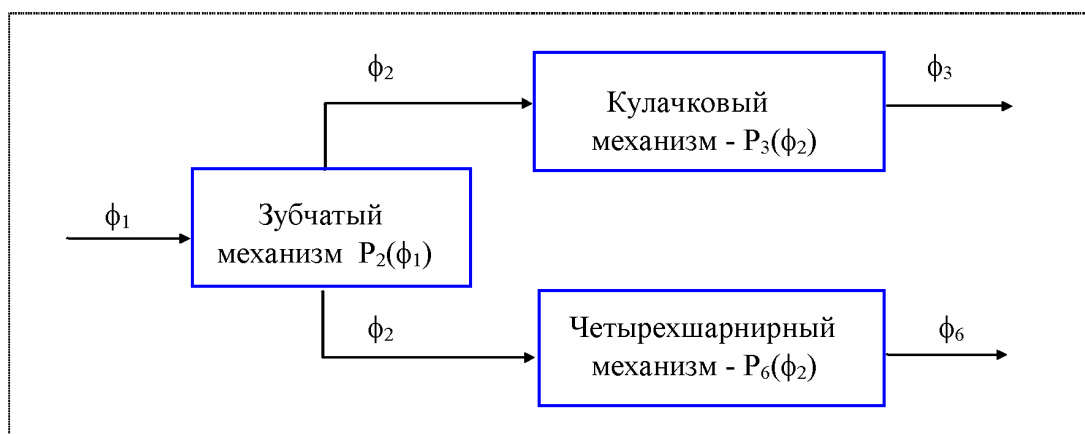 ϕ2
Кулачковый
механизм - P3(ϕ2)
ϕ3
ϕ1
Зубчатый
механизм P2(ϕ1)
ϕ2
Четырехшарнирный
механизм - P6(ϕ2)
ϕ6